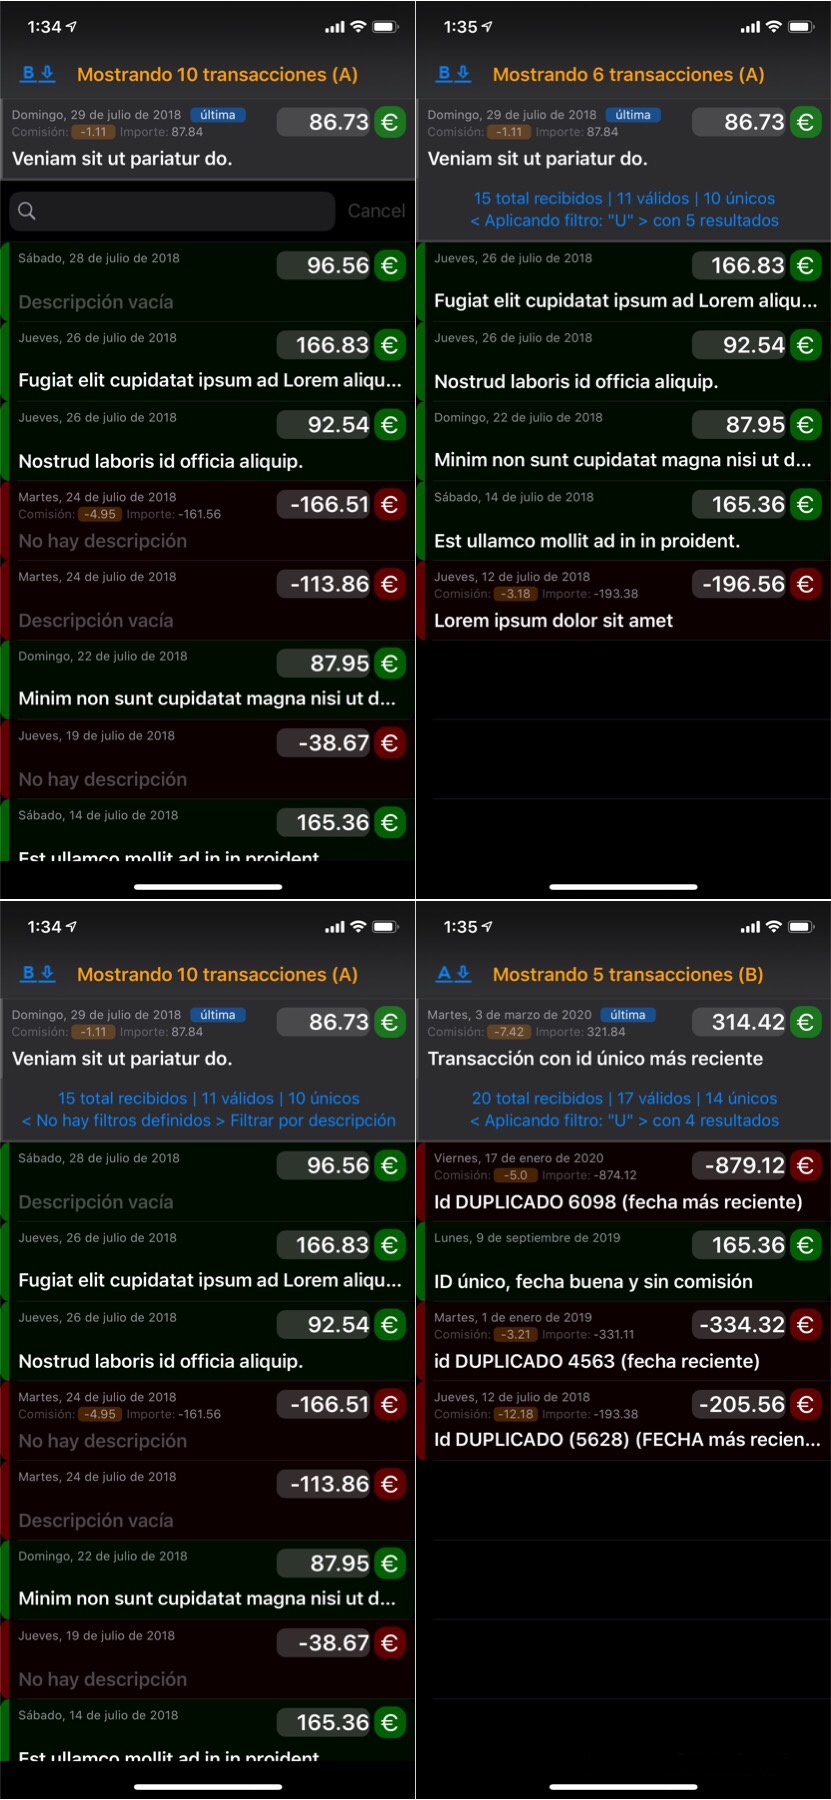 1:34
B Mostrando 10 transacciones (A)
Domingo, 29 de julio de 2018 última
86.73 €
Comisión: -1.11 Importe: 87.84
Veniam sit ut pariatur do.
Cancel
Sábado, 28 de julio de 2018
96.56 €
Descripción vacía
Jueves, 26 de julio de 2018
166.83 €
Fugiat elit cupidatat ipsum ad Lorem aliqu...
Jueves, 26 de julio de 2018
92.54 €
Nostrud laboris id officia aliquip.
Martes, 24 de julio de 2018
-166.51 €
Comisión: -4.95 Importe: -161.56
No hay descripción
Martes, 24 de julio de 2018
-113.86 €
Descripción vacía
Domingo, 22 de julio de 2018
87.95 €
Minim non sunt cupidatat magna nisi ut d...
Jueves, 19 de julio de 2018
-38.67 €
No hay descripción
Sábado, 14 de julio de 2018
165.36 €
Est ullamco mollit ad in in proident.
1:35
B Mostrando 6 transacciones (A)
Domingo, 29 de julio de 2018 última
86.73 €
Comisión: -1.11 Importe: 87.84
Veniam sit ut pariatur do.
15 total recibidos | 11 válidos | 10 únicos
< Aplicando filtro: "U" > con 5 resultados
Jueves, 26 de julio de 2018
166.83 €
Fugiat elit cupidatat ipsum ad Lorem aliqu...
Jueves, 26 de julio de 2018
92.54 €
Nostrud laboris id officia aliquip.
Domingo, 22 de julio de 2018
87.95 €
Minim non sunt cupidatat magna nisi ut d...
Sábado, 14 de julio de 2018
165.36 €
Est ullamco mollit ad in in proident.
Jueves, 12 de julio de 2018
-196.56 €
Comisión: -3.18 Importe: -193.38
Lorem ipsum dolor sit amet
1:34
B Mostrando 10 transacciones (A)
Domingo, 29 de julio de 2018 última
86.73 €
Comisión: -1.11 Importe: 87.84
Veniam sit ut pariatur do.
15 total recibidos | 11 válidos | 10 únicos
< No hay filtros definidos > Filtrar por descripción
Sábado, 28 de julio de 2018
96.56 €
Descripción vacía
Jueves, 26 de julio de 2018
166.83 €
Fugiat elit cupidatat ipsum ad Lorem aliqu...
Jueves, 26 de julio de 2018
92.54 €
Nostrud laboris id officia aliquip.
Martes, 24 de julio de 2018
-166.51 €
Comisión: -4.95 Importe: -161.56
No hay descripción
Martes, 24 de julio de 2018
-113.86 €
Descripción vacía
Domingo, 22 de julio de 2018
87.95 €
Minim non sunt cupidatat magna nisi ut d...
Jueves, 19 de julio de 2018
-38.67 €
No hay descripción
Sábado, 14 de julio de 2018
165.36 €
Est ullamco mollit ad in in proident.
1:35
A Mostrando 5 transacciones (B)
Martes, 3 de marzo de 2020 última
314.42 €
Comisión: -7.42 Importe: 321.84
Transacción con id único más reciente
20 total recibidos | 17 válidos | 14 únicos
< Aplicando filtro: "U" > con 4 resultados
Viernes, 17 de enero de 2020
-879.12 €
Comisión: -5.0 Importe: -874.12
Id DUPLICADO 6098 (fecha más reciente)
Lunes, 9 de septiembre de 2019
165.36 €
ID único, fecha buena y sin comisión
Martes, 1 de enero de 2019
-334.32 €
Comisión: -3.21 Importe: -331.11
id DUPLICADO 4563 (fecha reciente)
Jueves, 12 de julio de 2018
-205.56 €
Comisión: -12.18 Importe: -193.38
Id DUPLICADO (5628) (FECHA más recien...